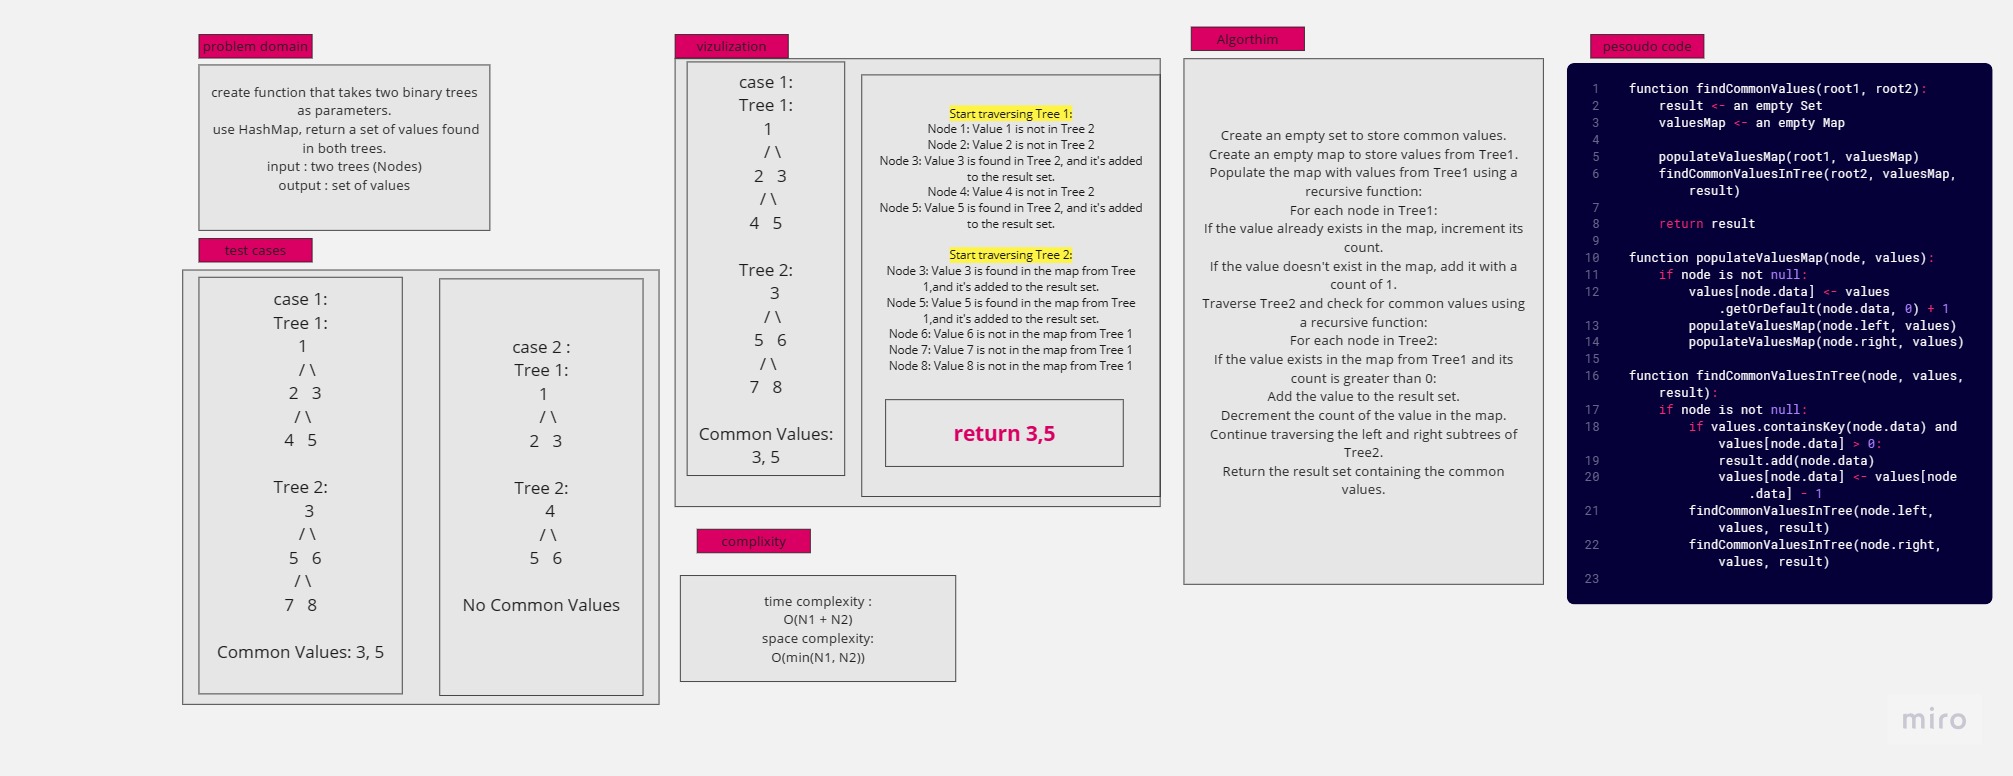 problem domain
create function that takes two binary trees
as parameters.
use HashMap, return a set of values found
in both trees.
input : two trees (Nodes)
output : set of values
test cases
case 1:
Tree 1:
1
/ \
2 3
/ \
4 5
Tree 2:
3
/ \
5 6
/ \
7 8
Common Values: 3, 5
case 2 :
Tree 1:
1
/ \
2 3
Tree 2:
4
/ \
5 6
No Common Values
vizulization
case 1:
Tree 1:
1
/ \
2 3
/ \
4 5
Tree 2:
3
/ \
5 6
/ \
7 8
Common Values:
3, 5
Start traversing Tree 1:
Node 1: Value 1 is not in Tree 2
Node 2: Value 2 is not in Tree 2
Node 3: Value 3 is found in Tree 2, and it's added
to the result set.
Node 4: Value 4 is not in Tree 2
Node 5: Value 5 is found in Tree 2, and it's added
to the result set.
Start traversing Tree 2:
Node 3: Value 3 is found in the map from Tree
1,and it's added to the result set.
Node 5: Value 5 is found in the map from Tree
1,and it's added to the result set.
Node 6: Value 6 is not in the map from Tree 1
Node 7: Value 7 is not in the map from Tree 1
Node 8: Value 8 is not in the map from Tree 1
return 3,5
complixity
time complexity :
O(N1 + N2)
space complexity:
O(min(N1, N2))
Algorthim
Create an empty set to store common values.
Create an empty map to store values from Tree1.
Populate the map with values from Tree1 using a
recursive function:
For each node in Tree1:
If the value already exists in the map, increment its
count.
If the value doesn't exist in the map, add it with a
count of 1.
Traverse Tree2 and check for common values using
a recursive function:
For each node in Tree2:
If the value exists in the map from Tree1 and its
count is greater than 0:
Add the value to the result set.
Decrement the count of the value in the map.
Continue traversing the left and right subtrees of
Tree2.
Return the result set containing the common
values.
pesoudo code
1 function findCommonValues(root1, root2):
2 result <- an empty Set
3 valuesMap <- an empty Map
4
5 populateValuesMap(root1, valuesMap)
6 findCommonValuesInTree(root2, valuesMap,
result)
7
8 return result
9
10 function populateValuesMap(node, values):
11 if node is not null:
12 values[node.data] <- values
.getOrDefault(node.data, 0) + 1
13 populateValuesMap(node.left, values)
14 populateValuesMap(node.right, values)
15
16 function findCommonValuesInTree(node, values,
result):
17 if node is not null:
18 if values.containsKey(node.data) and
values[node.data] > 0:
19 result.add(node.data)
20 values[node.data] <- values[node
.data] - 1
21 findCommonValuesInTree(node.left,
values, result)
22 findCommonValuesInTree(node.right,
values, result)
23
miro